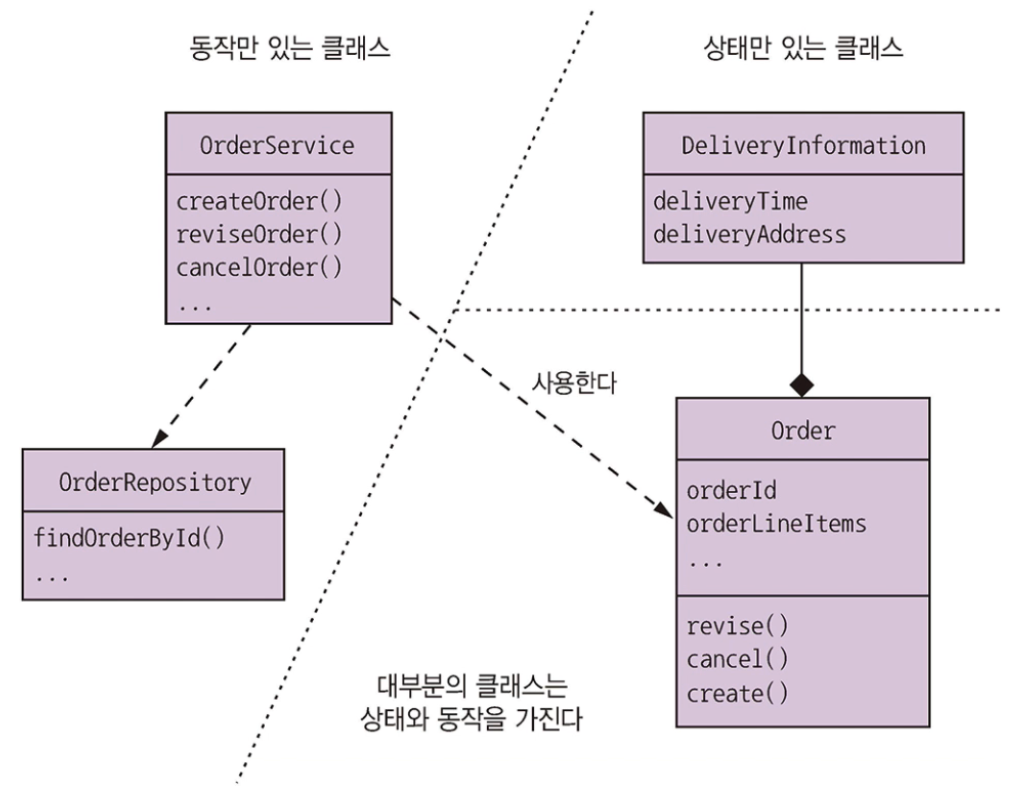 동작만 있는 클래스
상태만 있는 클래스
OrderService
createOrder()
reviseOrder()
cancelOrder()
...
DeliveryInformation
deliveryTime
deliveryAddress
사용한다
OrderRepository
findOrderById()
...
Order
orderId
orderLineItems
...
revise()
cancel()
create()
대부분의 클래스는
상태와 동작을 가진다